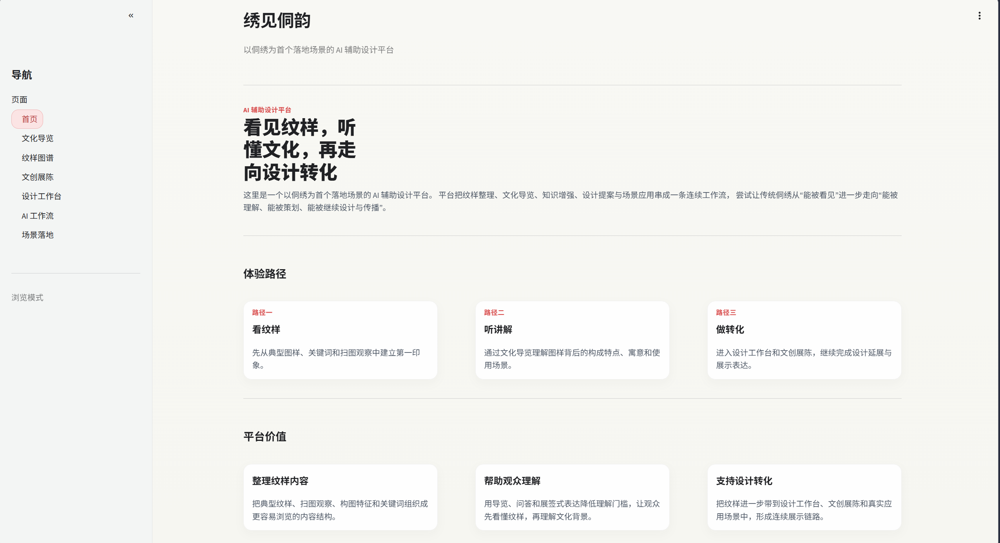 «
导航
页面
首页
文化导览
纹样图谱
文创展陈
设计工作台
AI 工作流
场景落地
浏览模式
绣见侗韵
以侗绣为首个落地场景的 AI 辅助设计平台
AI 辅助设计平台
看见纹样，听
懂文化，再走
向设计转化
这里是一个以侗绣为首个落地场景的 AI 辅助设计平台。 平台把纹样整理、文化导览、知识增强、设计提案与场景应用串成一条连续工作流， 尝试让传统侗绣从“能被看见”进一步走向“能被
理解、能被策划、能被继续设计与传播”。
体验路径
路径一
看纹样
先从典型图样、关键词和扫图观察中建立第一印
象。
路径二
听讲解
通过文化导览理解图样背后的构成特点、寓意和使
用场景。
路径三
做转化
进入设计工作台和文创展陈，继续完成设计延展与
展示表达。
平台价值
整理纹样内容
把典型纹样、扫图观察、构图特征和关键词组织成
更容易浏览的内容结构。
帮助观众理解
用导览、问答和展签式表达降低理解门槛，让观众
先看懂纹样，再理解文化背景。
支持设计转化
把纹样进一步带到设计工作台、文创展陈和真实应
用场景中，形成连续展示链路。